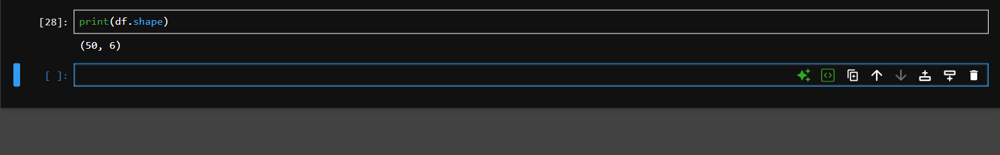 [28]: print(df.shape)
(50, 6)
[ ]: